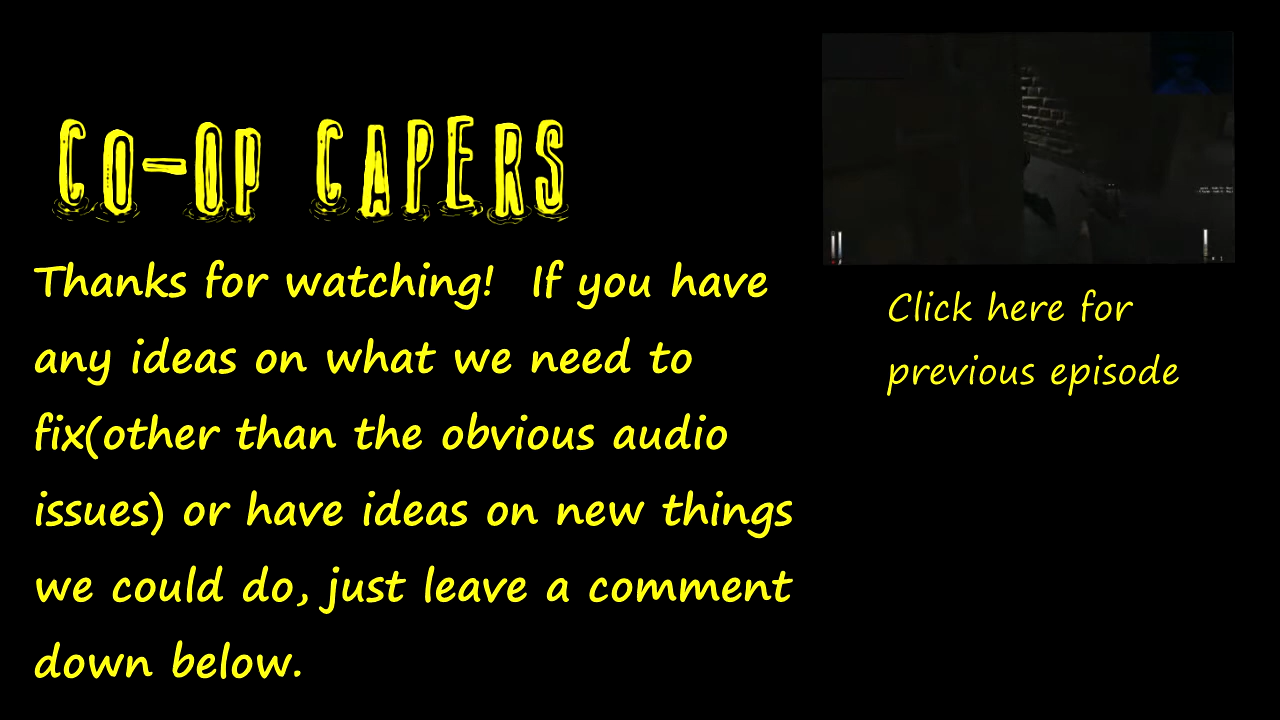 CO-OP CAPERS
Thanks for watching!  If you have
any ideas on what we need to
fix(other than the obvious audio
issues) or have ideas on new things
we could do, just leave a comment
down below.
Click here for
previous episode